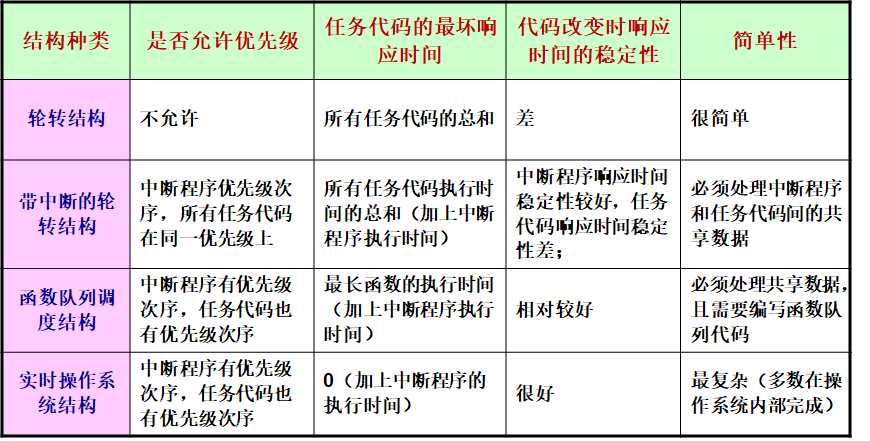 结构种类
是否允许优先级
任务代码的最坏响
应时间
代码改变时响应
时间的稳定性
简单性
轮转结构
不允许
所有任务代码的总和
差
很简单
带中断的轮
转结构
中断程序优先级次
序，所有任务代码
在同一优先级上
所有任务代码执行时
间的总和（加上中断
程序执行时间）
中断程序响应时间
稳定性较好，任务
代码响应时间稳定
性差；
必须处理中断程序
和任务代码间的共
享数据
函数队列调
度结构
中断程序有优先级
次序，任务代码也
有优先级次序
最长函数的执行时间
（加上中断程序执行
时间）
相对较好
必须处理共享数据，
且需要编写函数队
列代码
实时操作系
统结构
中断程序有优先级
次序，任务代码也
有优先级次序
0（加上中断程序的
执行时间）
很好
最复杂（多数在操
作系统内部完成）